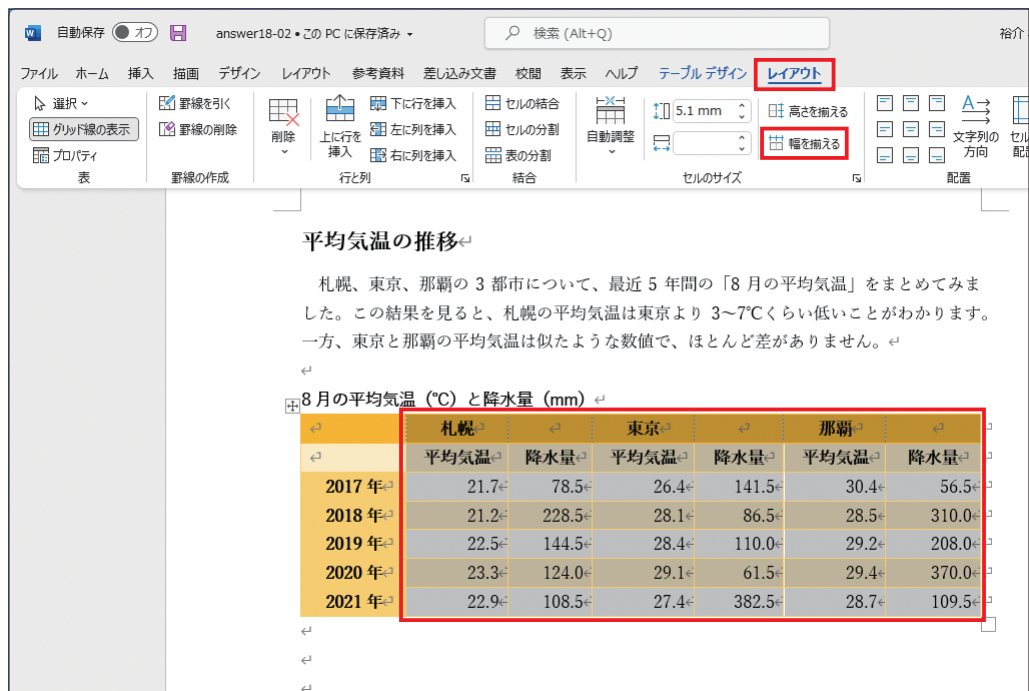 自動保存 オフ answer18-02 • この PC に保存済み 検索 (Alt+Q) 裕介
ファイル ホーム 挿入 描画 デザイン レイアウト 参考資料 差し込み文書 校閲 表示 ヘルプ テーブル デザイン レイアウト
選択
グリッド線の表示
プロパティ
表
罫線を引く
罫線の削除
罫線の作成
削除
上に行を
挿入
下に行を挿入
左に列を挿入
右に列を挿入
行と列
セルの結合
セルの分割
表の分割
結合
自動調整
5.1 mm
高さを揃える
幅を揃える
セルのサイズ
文字列の
方向
セル
配置
配置
平均気温の推移↵
札幌、東京、那覇の 3 都市について、最近 5 年間の「8 月の平均気温」をまとめてみま
した。この結果を見ると、札幌の平均気温は東京より 3~7℃くらい低いことがわかります。
一方、東京と那覇の平均気温は似たような数値で、ほとんど差がありません。↵
↵
8 月の平均気温(℃)と降水量(mm)↵
↵ 札幌↵ ↵ 東京↵ ↵ 那覇↵ ↵
↵ 平均気温↵ 降水量↵ 平均気温↵ 降水量↵ 平均気温↵ 降水量↵
2017 年↵ 21.7↵ 78.5↵ 26.4↵ 141.5↵ 30.4↵ 56.5↵
2018 年↵ 21.2↵ 228.5↵ 28.1↵ 86.5↵ 28.5↵ 310.0↵
2019 年↵ 22.5↵ 144.5↵ 28.4↵ 110.0↵ 29.2↵ 208.0↵
2020 年↵ 23.3↵ 124.0↵ 29.1↵ 61.5↵ 29.4↵ 370.0↵
2021 年↵ 22.9↵ 108.5↵ 27.4↵ 382.5↵ 28.7↵ 109.5↵
↵
↵
↵